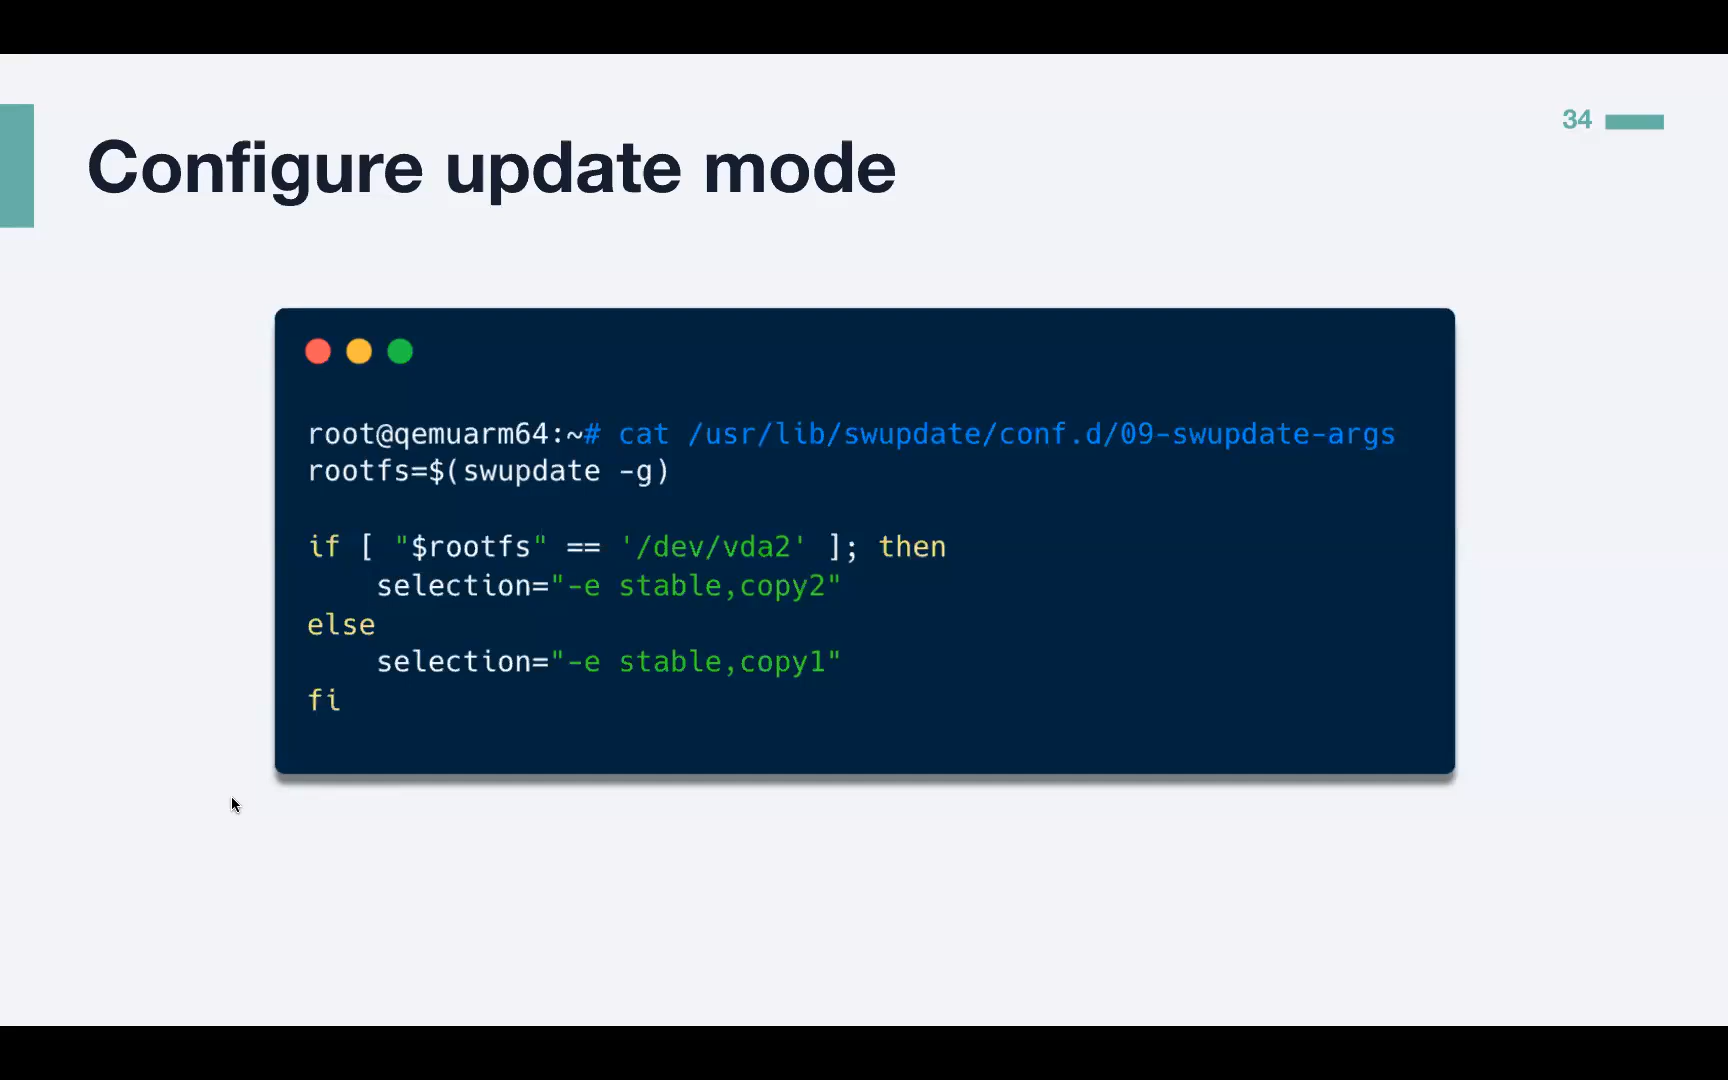 34
Configure update mode
root@qemuarm64:~# cat /usr/lib/swupdate/conf.d/09-swupdate-args
rootfs=$(swupdate -g)
if [ "$rootfs" == '/dev/vda2' ]; then
    selection="-e stable,copy2"
else
    selection="-e stable,copy1"
fi